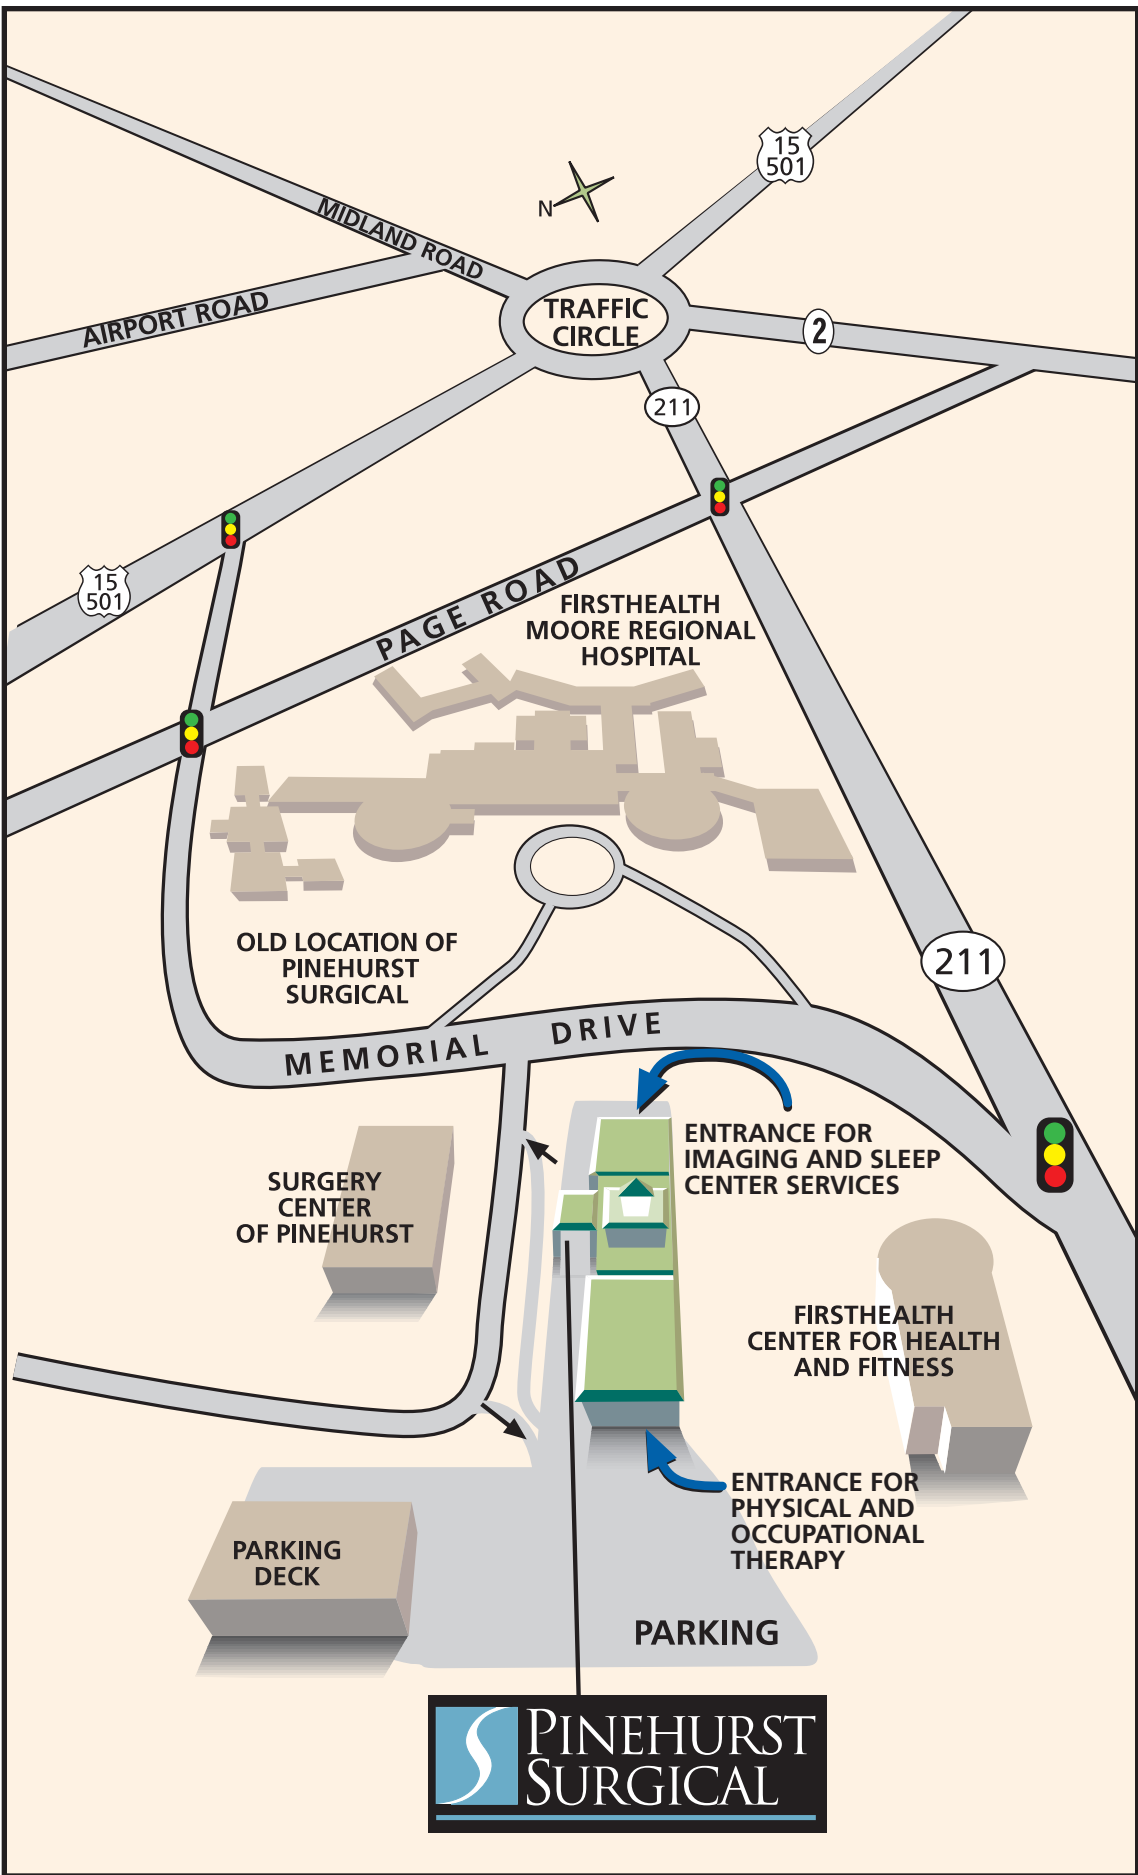 15
501
N
MIDLAND ROAD
AIRPORT ROAD
TRAFFIC
CIRCLE
2
211
15
501
PAGE ROAD
FIRSTHEALTH
MOORE REGIONAL
HOSPITAL
OLD LOCATION OF
PINEHURST
SURGICAL
211
MEMORIAL DRIVE
ENTRANCE FOR
IMAGING AND SLEEP
CENTER SERVICES
SURGERY
CENTER
OF PINEHURST
FIRSTHEALTH
CENTER FOR HEALTH
AND FITNESS
ENTRANCE FOR
PHYSICAL AND
OCCUPATIONAL
THERAPY
PARKING
DECK
PARKING
PINEHURST
SURGICAL